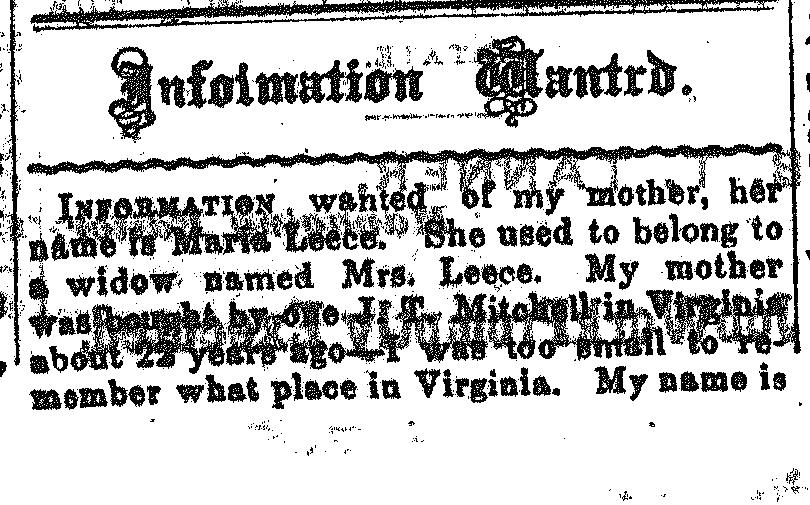 Infoimation Wantrd.
INFORMATION wanted of my mother, her
name is Maria Leece. She used to belong to
a widow named Mrs. Leece. My mother
was bought by one J. T. Mitchell in Virginia
about 22 years ago—I was too small to re-
member what place in Virginia. My name is